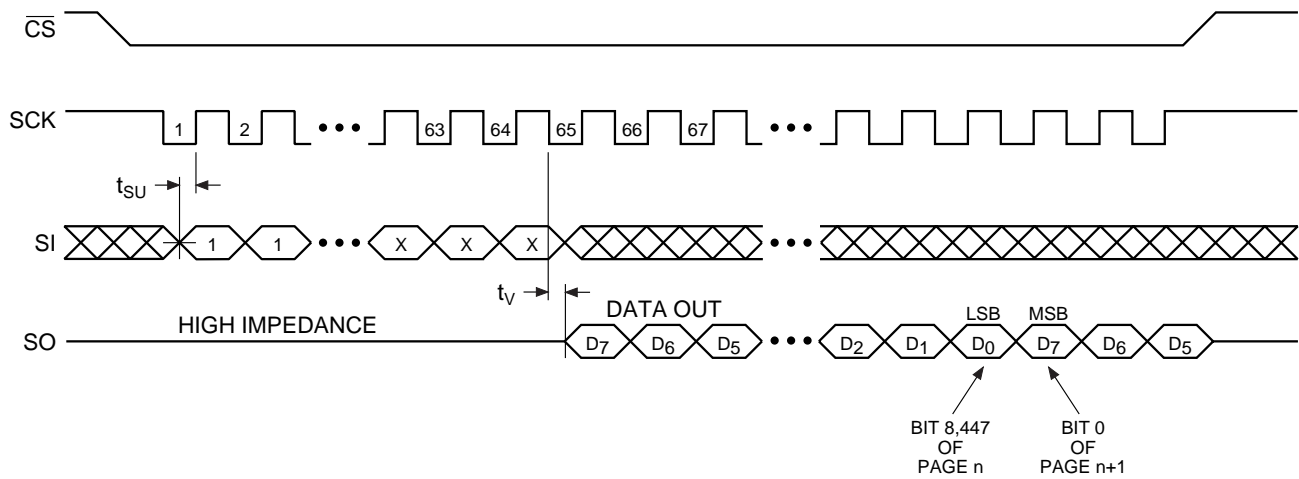 CS
SCK
1 2 ••• 63 64 65 66 67 •••
tSU
SI
1 1 ••• X X X •••
tV
HIGH IMPEDANCE
DATA OUT
LSB MSB
SO
D7 D6 D5 ••• D2 D1 D0 D7 D6 D5
BIT 8,447
OF
PAGE n
BIT 0
OF
PAGE n+1